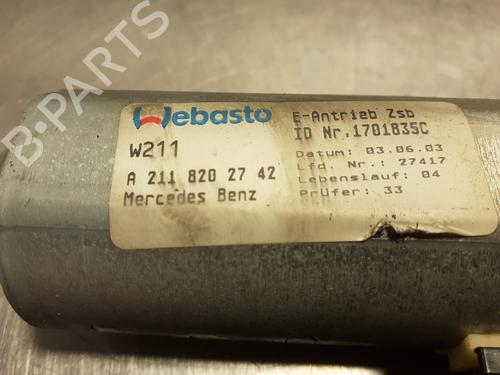 Webasto
W211
A 211 820 27 42
Mercedes Benz
E-Antrieb Zsb
ID Nr.1701835C
Datum: 03.06.03
Lfd. Nr.: 27417
Lebenslauf: 04
Prüfer: 33
B-PARTS